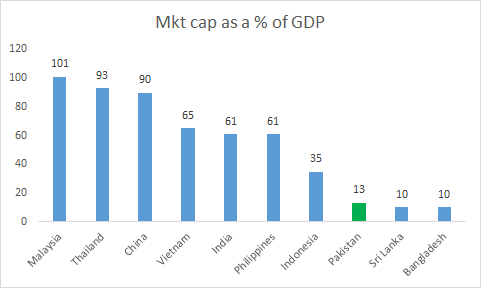 Mkt cap as a % of GDP
120
100
80
60
40
20
0
101
93
90
65
61
61
35
13
10
10
Malaysia
Thailand
China
Vietnam
India
Philippines
Indonesia
Pakistan
Sri Lanka
Bangladesh